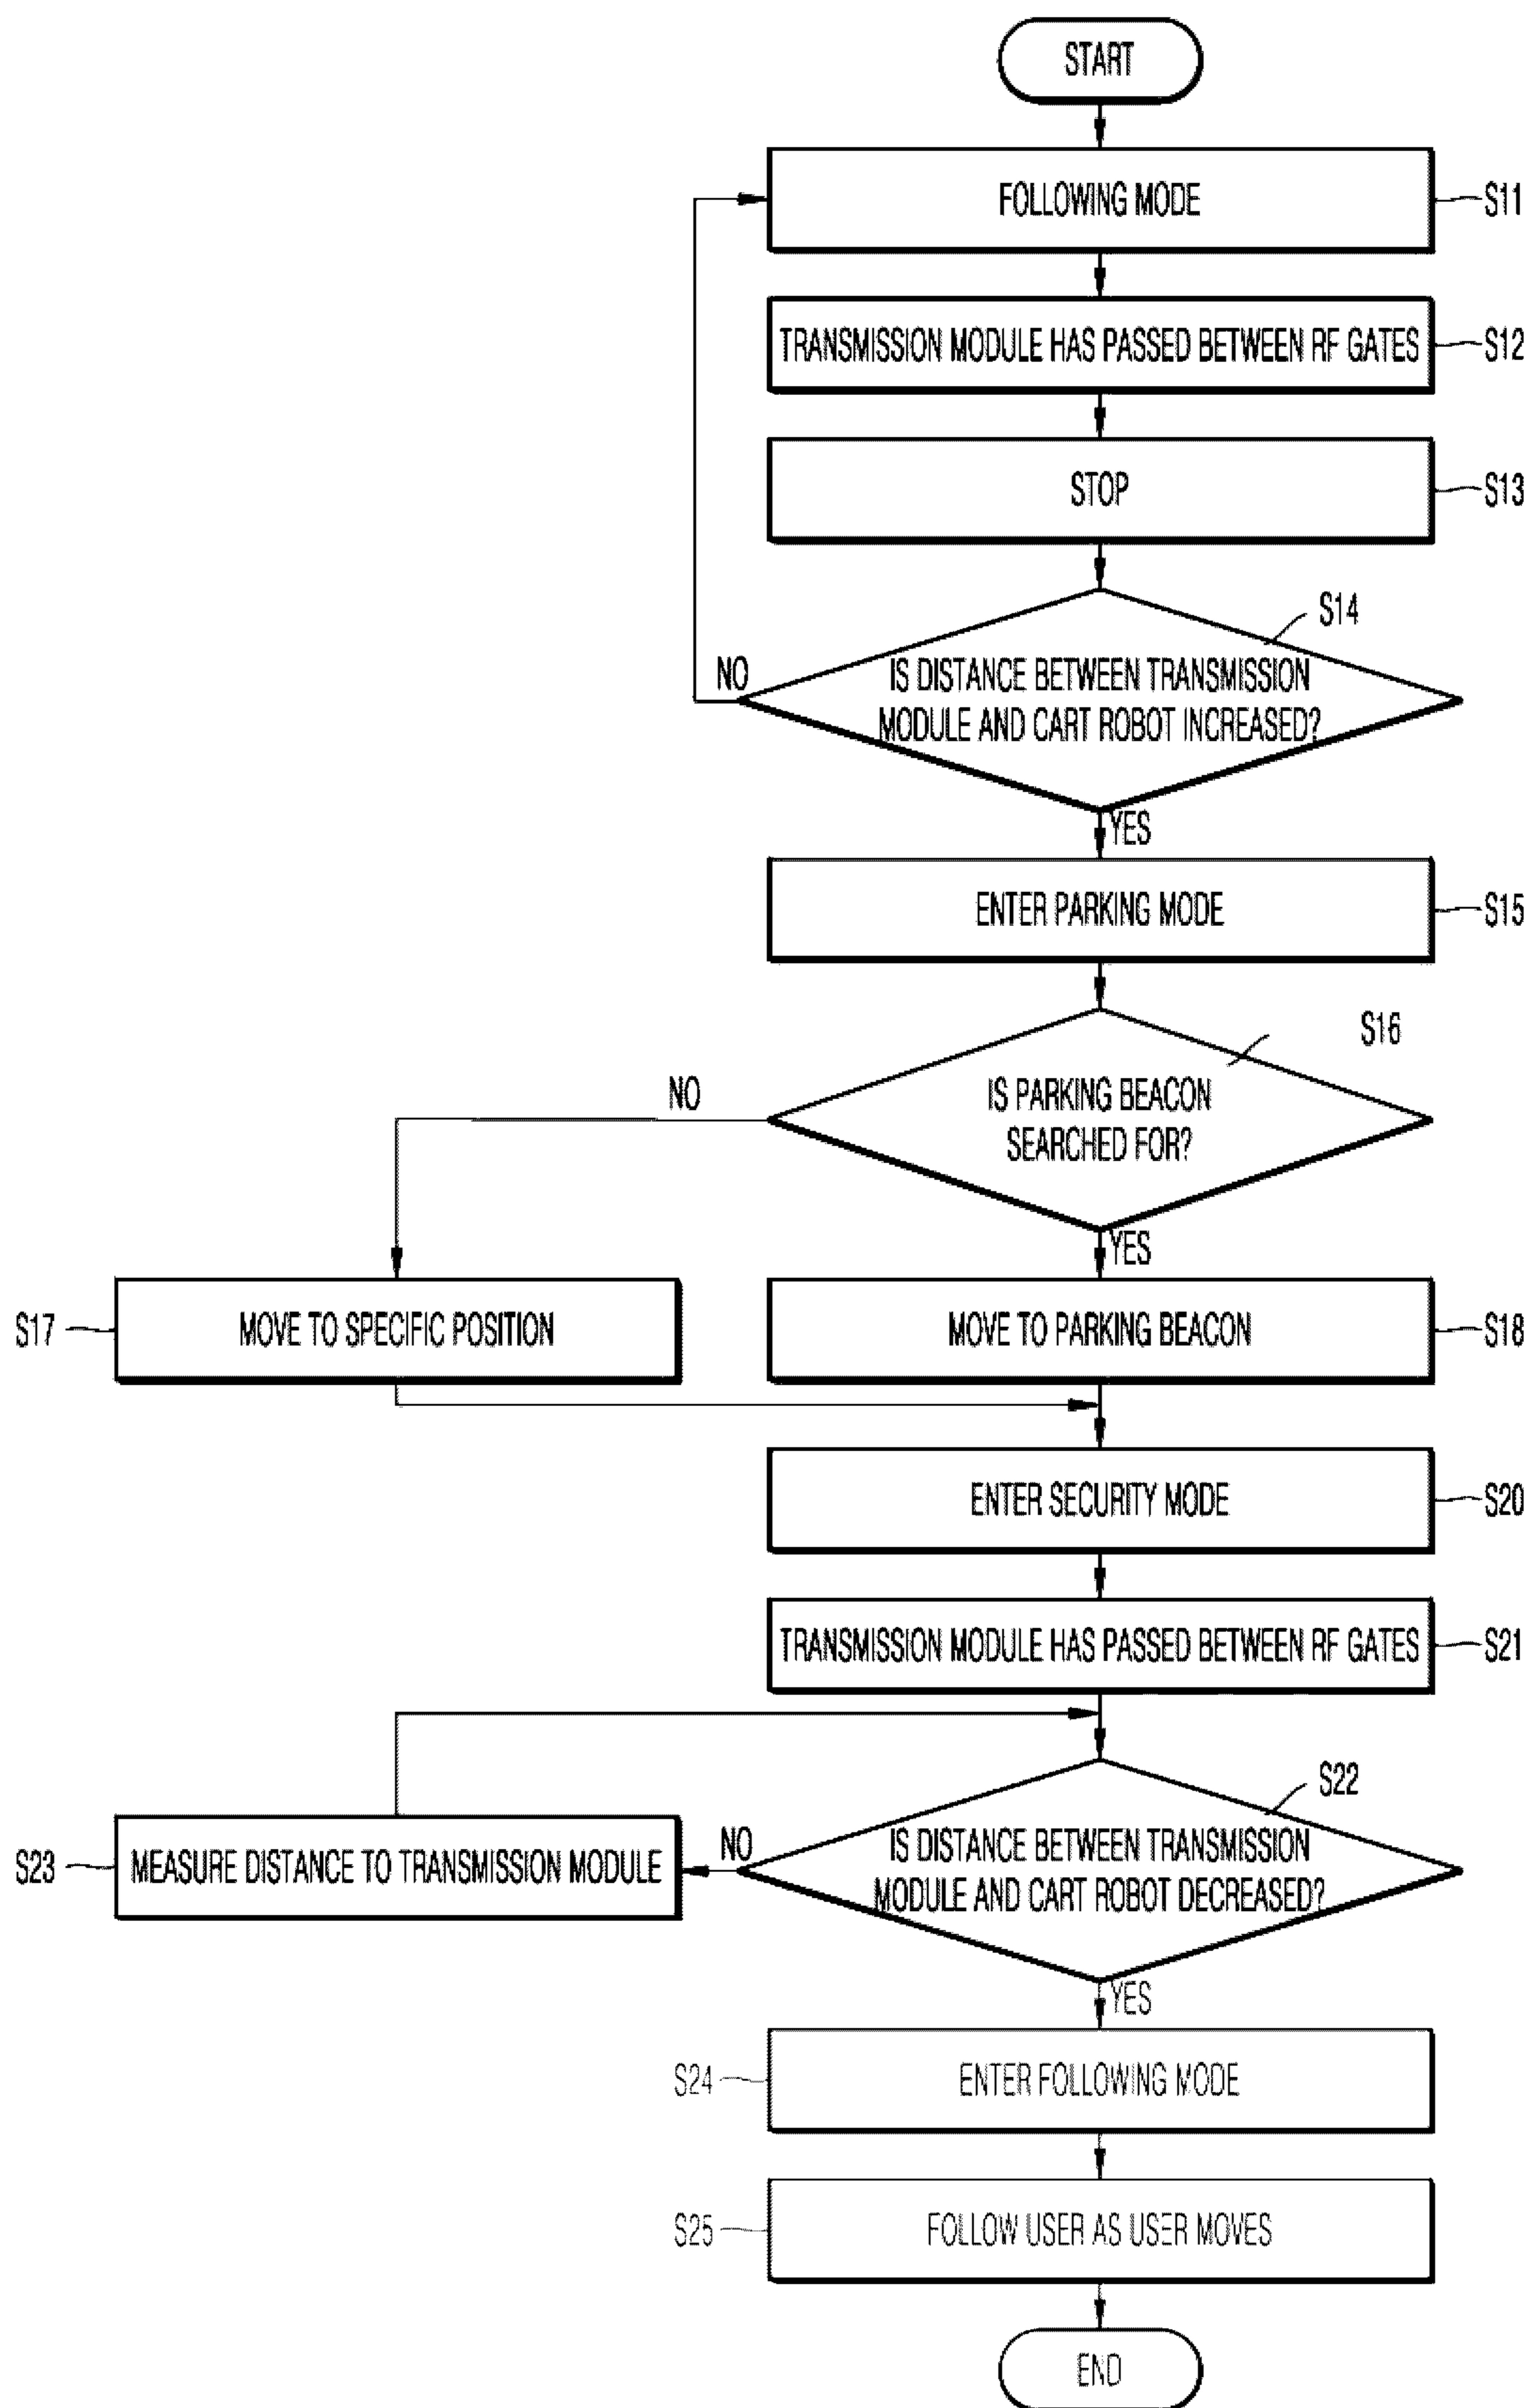 START
FOLLOWING MODE
S11
TRANSMISSION MODULE HAS PASSED BETWEEN RF GATES
S12
STOP
S13
S14
IS DISTANCE BETWEEN TRANSMISSION
MODULE AND CART ROBOT INCREASED?
NO
YES
ENTER PARKING MODE
S15
S16
IS PARKING BEACON
SEARCHED FOR?
NO
YES
S17
MOVE TO SPECIFIC POSITION
MOVE TO PARKING BEACON
S18
ENTER SECURITY MODE
S20
TRANSMISSION MODULE HAS PASSED BETWEEN RF GATES
S21
S22
IS DISTANCE BETWEEN TRANSMISSION
MODULE AND CART ROBOT DECREASED?
NO
S23
MEASURE DISTANCE TO TRANSMISSION MODULE
YES
S24
ENTER FOLLOWING MODE
S25
FOLLOW USER AS USER MOVES
END